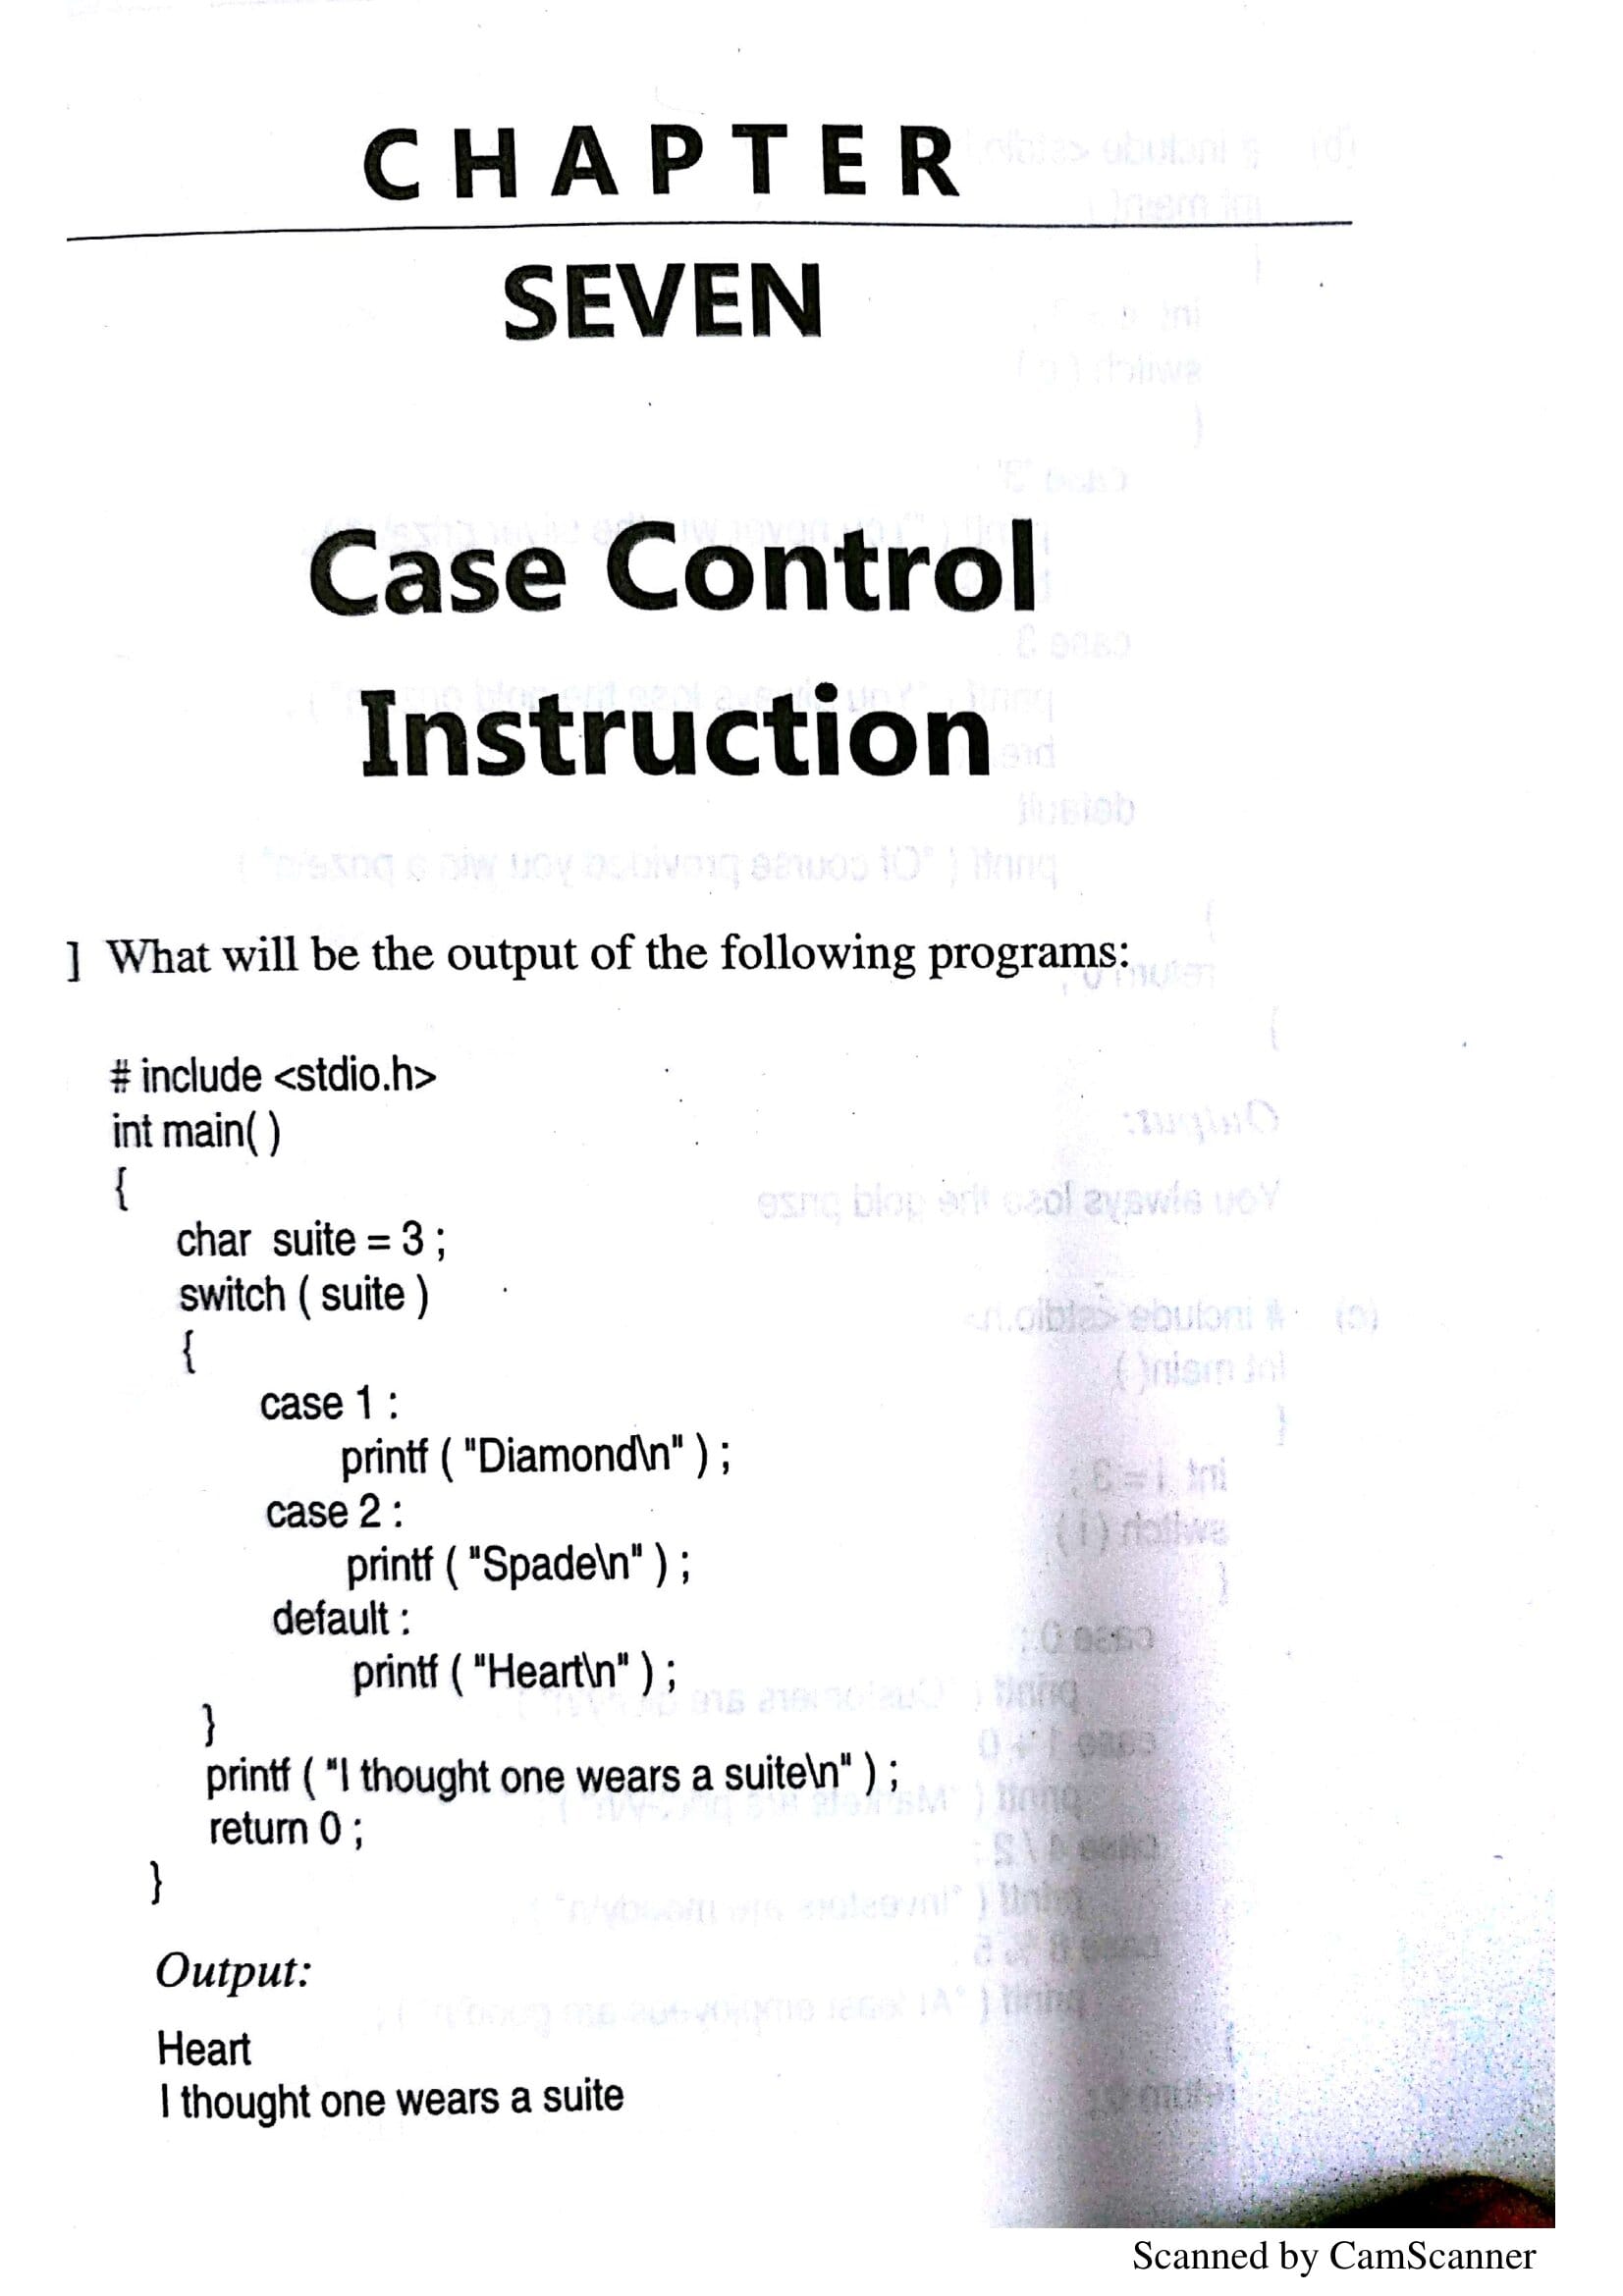 CHAPTER
SEVEN
Case Control
Instruction
] What will be the output of the following programs:
# include <stdio.h>
int main( )
{
char suite = 3 ;
switch ( suite )
{
case 1 :
printf ( "Diamond\n" ) ;
case 2 :
printf ( "Spade\n" ) ;
default :
printf ( "Heart\n" ) ;
}
printf ( "I thought one wears a suite\n" ) ;
return 0 ;
}
Output:
Heart
I thought one wears a suite
Scanned by CamScanner